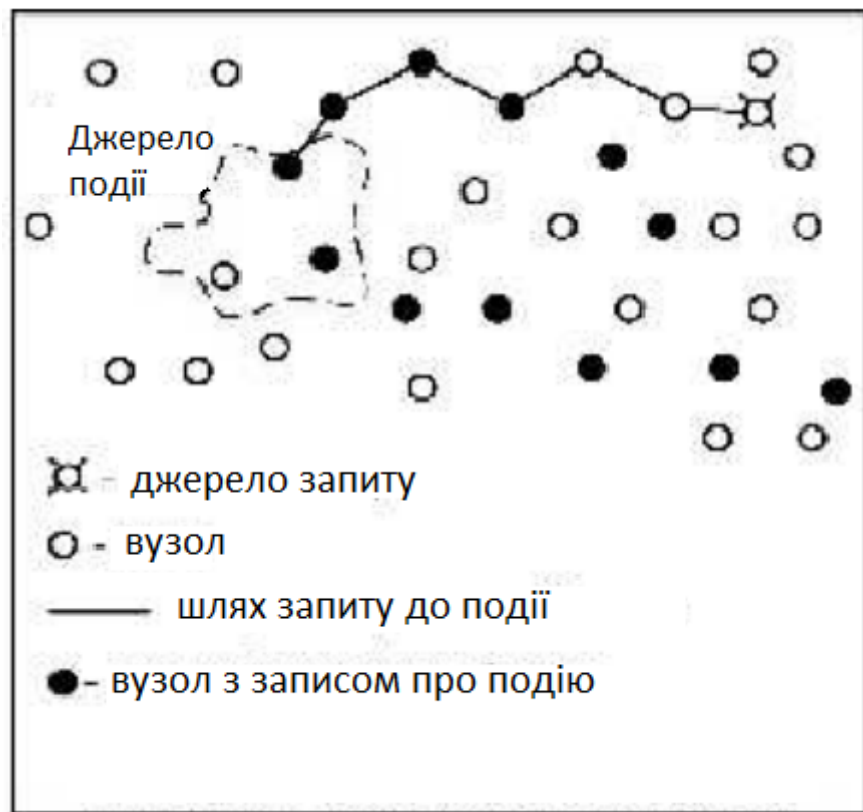 Джерело
події
- джерело запиту
- вузол
шлях запиту до події
- вузол з записом про подію